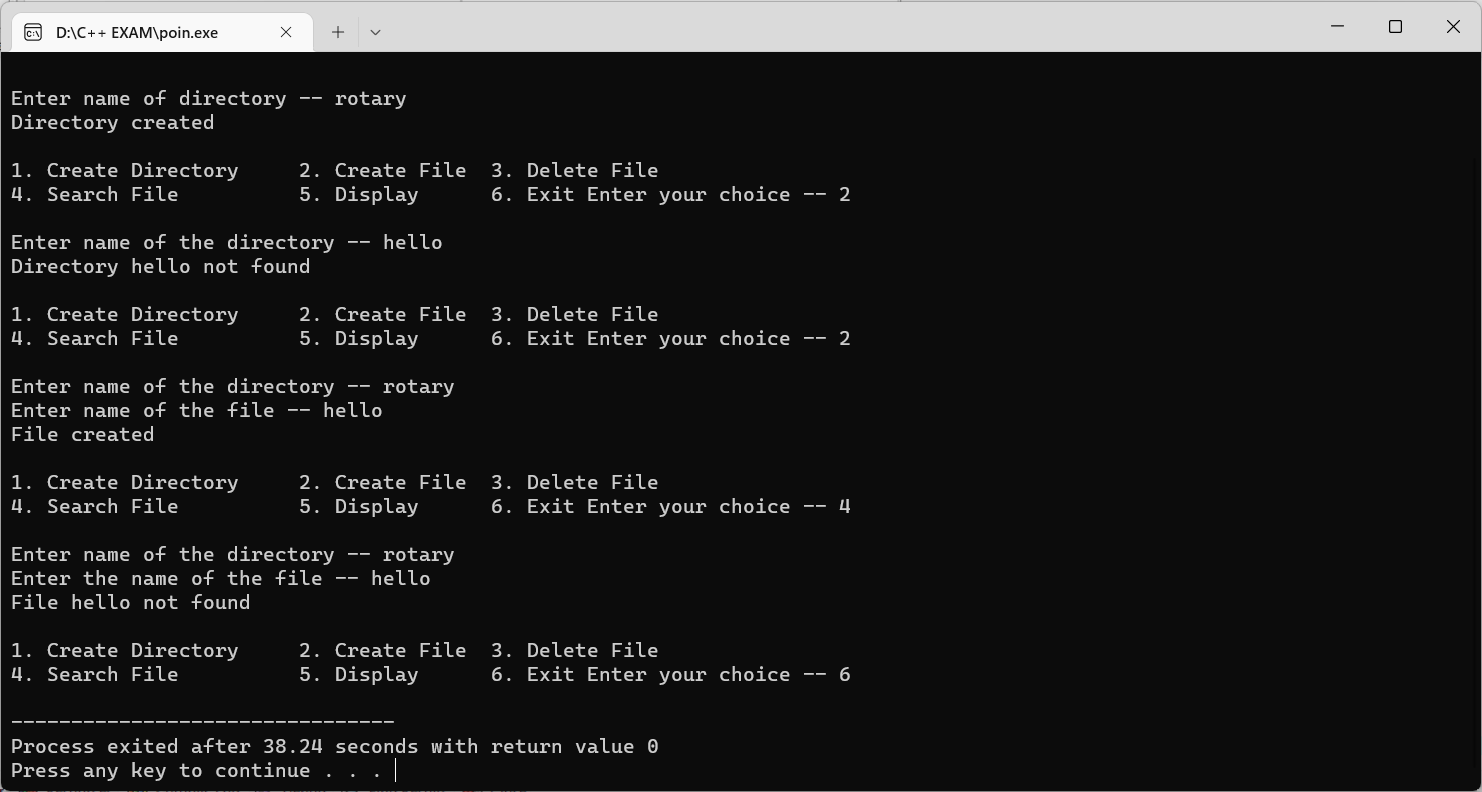 D:\C++ EXAM\poin.exe
Enter name of directory -- rotary
Directory created
1. Create Directory     2. Create File  3. Delete File
4. Search File          5. Display      6. Exit Enter your choice -- 2
Enter name of the directory -- hello
Directory hello not found
1. Create Directory     2. Create File  3. Delete File
4. Search File          5. Display      6. Exit Enter your choice -- 2
Enter name of the directory -- rotary
Enter name of the file -- hello
File created
1. Create Directory     2. Create File  3. Delete File
4. Search File          5. Display      6. Exit Enter your choice -- 4
Enter name of the directory -- rotary
Enter the name of the file -- hello
File hello not found
1. Create Directory     2. Create File  3. Delete File
4. Search File          5. Display      6. Exit Enter your choice -- 6
--------------------------------
Process exited after 38.24 seconds with return value 0
Press any key to continue . . .